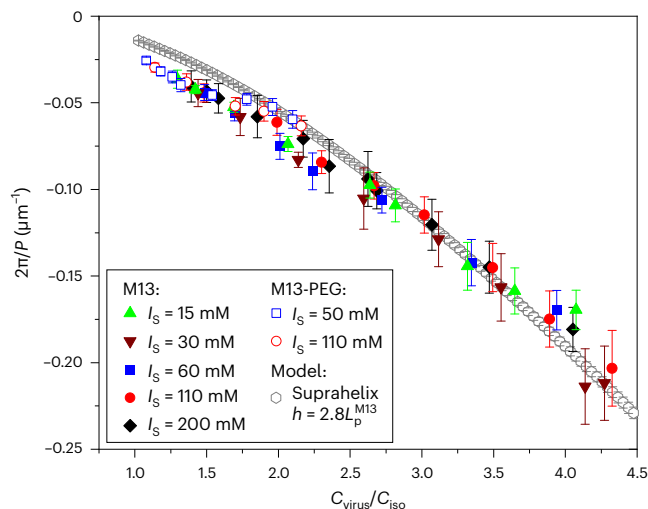 0
−0.05
−0.10
−0.15
−0.20
−0.25
2π/P (μm⁻¹)
M13:
I_S = 15 mM
I_S = 30 mM
I_S = 60 mM
I_S = 110 mM
I_S = 200 mM
M13-PEG:
I_S = 50 mM
I_S = 110 mM
Model:
Suprahelix
h = 2.8L_p^M13
1.0 1.5 2.0 2.5 3.0 3.5 4.0 4.5
C_virus/C_iso